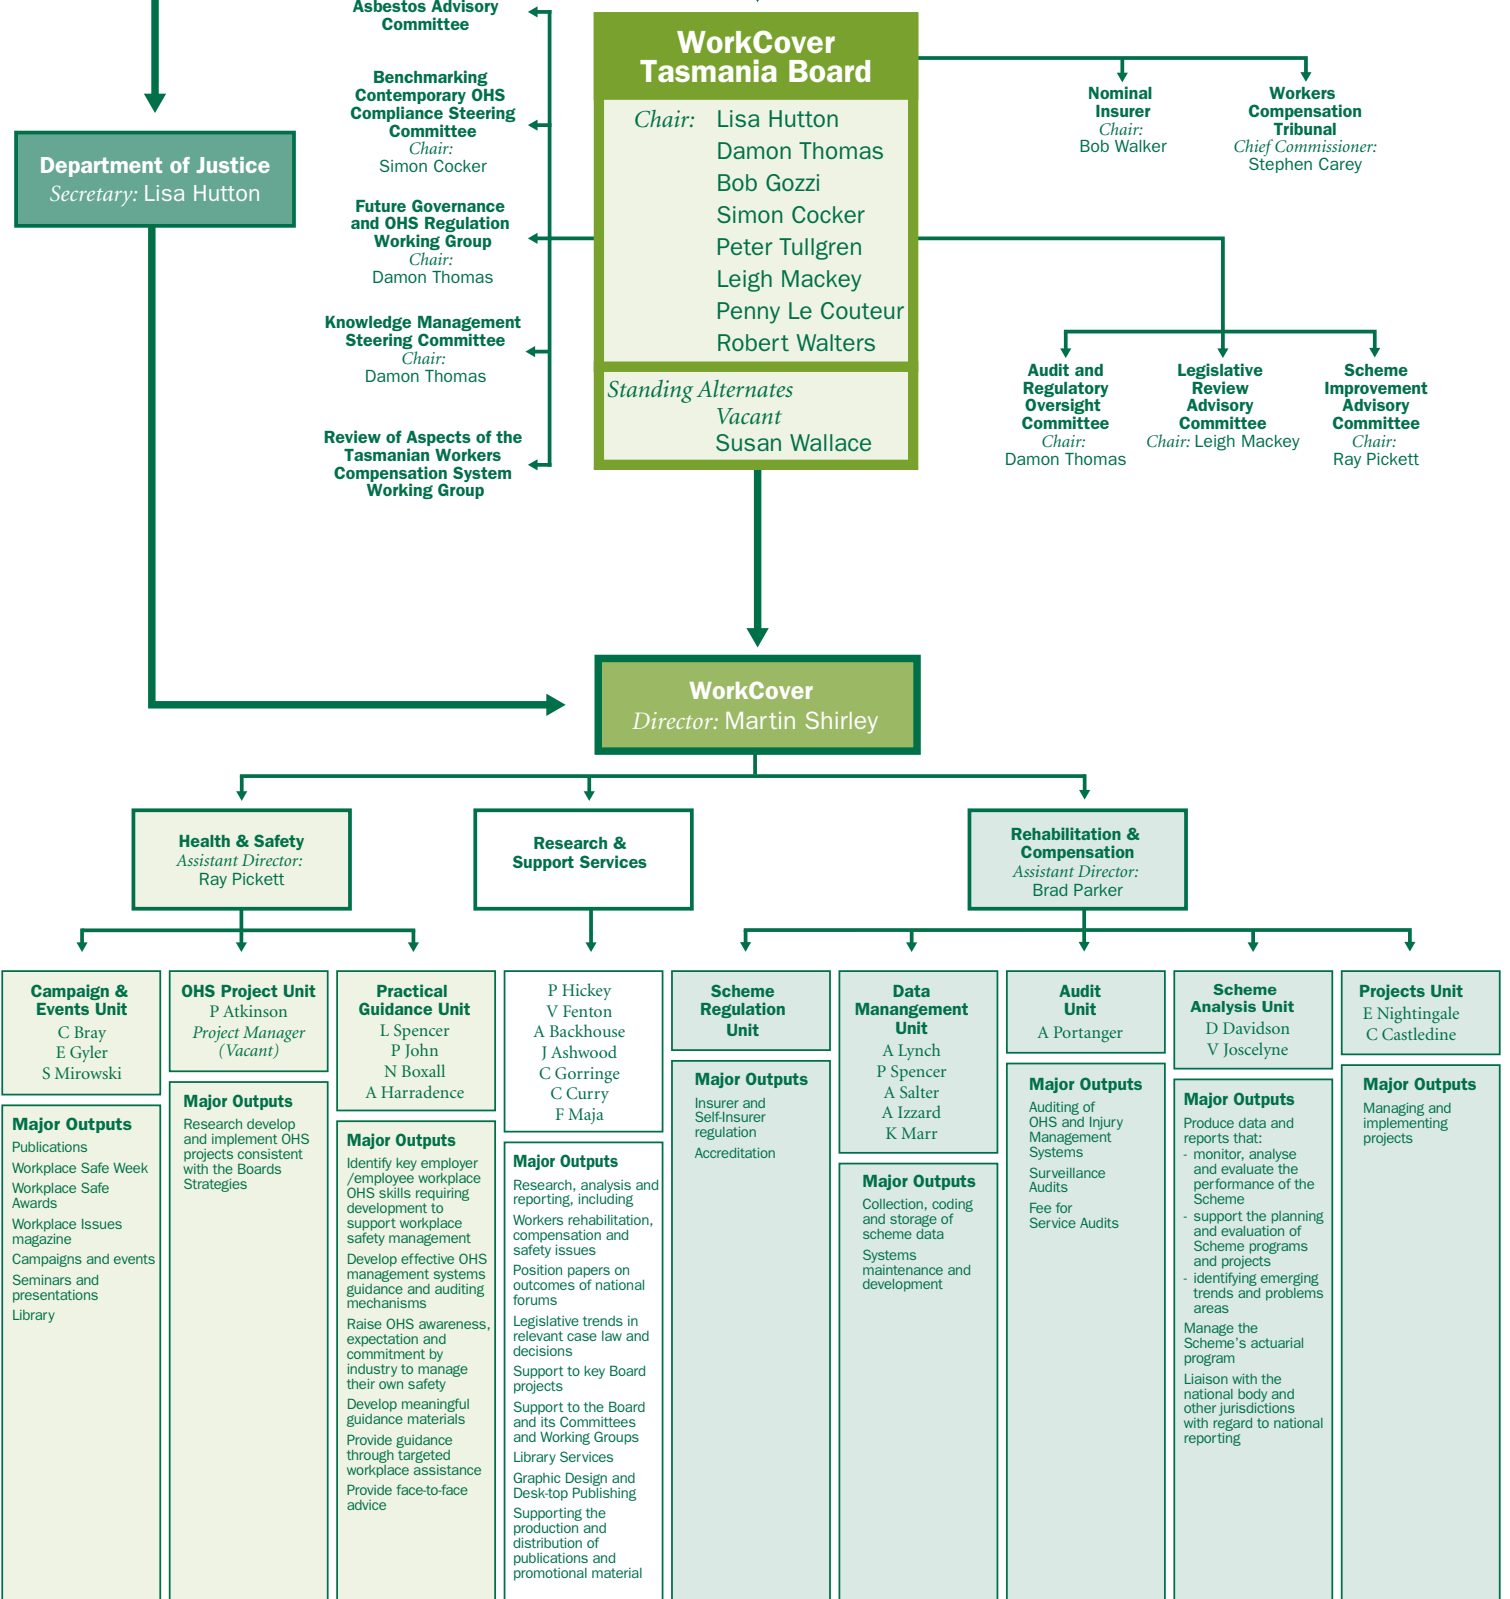 Asbestos Advisory
Committee
Benchmarking
Contemporary OHS
Compliance Steering
Committee
Chair:
Simon Cocker
Future Governance
and OHS Regulation
Working Group
Chair:
Damon Thomas
Knowledge Management
Steering Committee
Chair:
Damon Thomas
Review of Aspects of the
Tasmanian Workers
Compensation System
Working Group
Department of Justice
Secretary: Lisa Hutton
WorkCover
Tasmania Board
Chair: Lisa Hutton
Damon Thomas
Bob Gozzi
Simon Cocker
Peter Tullgren
Leigh Mackey
Penny Le Couteur
Robert Walters
Standing Alternates
Vacant
Susan Wallace
Nominal
Insurer
Chair:
Bob Walker
Workers
Compensation
Tribunal
Chief Commissioner:
Stephen Carey
Audit and
Regulatory
Oversight
Committee
Chair:
Damon Thomas
Legislative
Review
Advisory
Committee
Chair: Leigh Mackey
Scheme
Improvement
Advisory
Committee
Chair:
Ray Pickett
WorkCover
Director: Martin Shirley
Health & Safety
Assistant Director:
Ray Pickett
Research &
Support Services
Rehabilitation &
Compensation
Assistant Director:
Brad Parker
Campaign &
Events Unit
C Bray
E Gyler
S Mirowski
Major Outputs
Publications
Workplace Safe Week
Workplace Safe
Awards
Workplace Issues
magazine
Campaigns and events
Seminars and
presentations
Library
OHS Project Unit
P Atkinson
Project Manager
(Vacant)
Major Outputs
Research develop
and implement OHS
projects consistent
with the Boards
Strategies
Practical
Guidance Unit
L Spencer
P John
N Boxall
A Harradence
Major Outputs
Identify key employer
/employee workplace
OHS skills requiring
development to
support workplace
safety management
Develop effective OHS
management systems
guidance and auditing
mechanisms
Raise OHS awareness,
expectation and
commitment by
industry to manage
their own safety
Develop meaningful
guidance materials
Provide guidance
through targeted
workplace assistance
Provide face-to-face
advice
P Hickey
V Fenton
A Backhouse
J Ashwood
C Gorringe
C Curry
F Maja
Major Outputs
Research, analysis and
reporting, including
Workers rehabilitation,
compensation and
safety issues
Position papers on
outcomes of national
forums
Legislative trends in
relevant case law and
decisions
Support to key Board
projects
Support to the Board
and its Committees
and Working Groups
Library Services
Graphic Design and
Desk-top Publishing
Supporting the
production and
distribution of
publications and
promotional material
Scheme
Regulation
Unit
Major Outputs
Insurer and
Self-Insurer
regulation
Accreditation
Data
Manangement
Unit
A Lynch
P Spencer
A Salter
A Izzard
K Marr
Major Outputs
Collection, coding
and storage of
scheme data
Systems
maintenance and
development
Audit
Unit
A Portanger
Major Outputs
Auditing of
OHS and Injury
Management
Systems
Surveillance
Audits
Fee for
Service Audits
Scheme
Analysis Unit
D Davidson
V Joscelyne
Major Outputs
Produce data and
reports that:
- monitor, analyse
and evaluate the
performance of the
Scheme
- support the planning
and evaluation of
Scheme programs
and projects
- identifying emerging
trends and problems
areas
Manage the
Scheme's actuarial
program
Liaison with the
national body and
other jurisdictions
with regard to national
reporting
Projects Unit
E Nightingale
C Castledine
Major Outputs
Managing and
implementing
projects